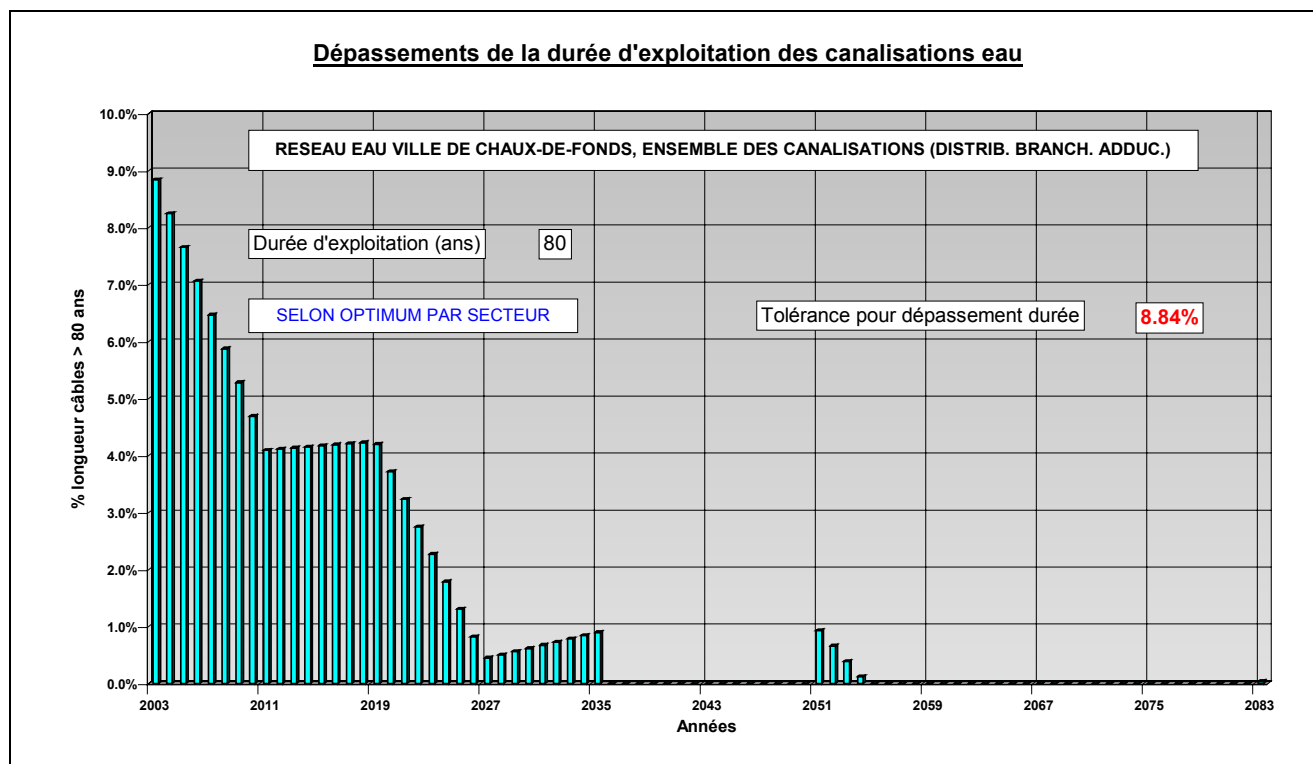 Dépassements de la durée d'exploitation des canalisations eau
10.0%
RESEAU EAU VILLE DE CHAUX-DE-FONDS, ENSEMBLE DES CANALISATIONS (DISTRIB. BRANCH. ADDUC.)
9.0%
8.0%
Durée d'exploitation (ans) 80
7.0%
SELON OPTIMUM PAR SECTEUR
Tolérance pour dépassement durée 8.84%
6.0%
5.0%
4.0%
3.0%
2.0%
1.0%
0.0%
% longueur câbles > 80 ans
2003 2011 2019 2027 2035 2043 2051 2059 2067 2075 2083
Années